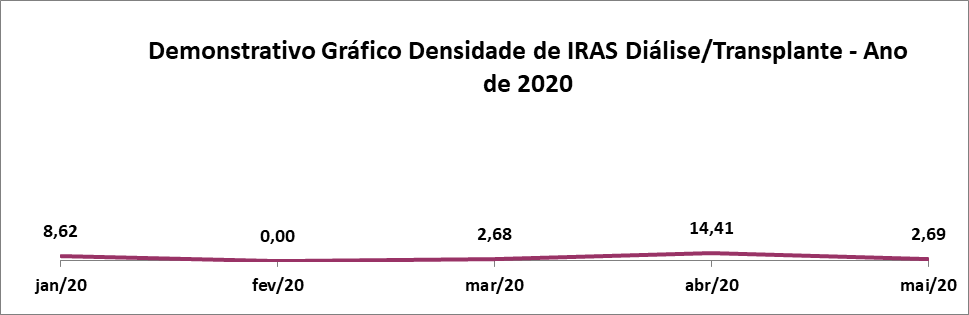 Demonstrativo Gráfico Densidade de IRAS Diálise/Transplante - Ano
de 2020
8,62
0,00
2,68
14,41
2,69
jan/20
fev/20
mar/20
abr/20
mai/20